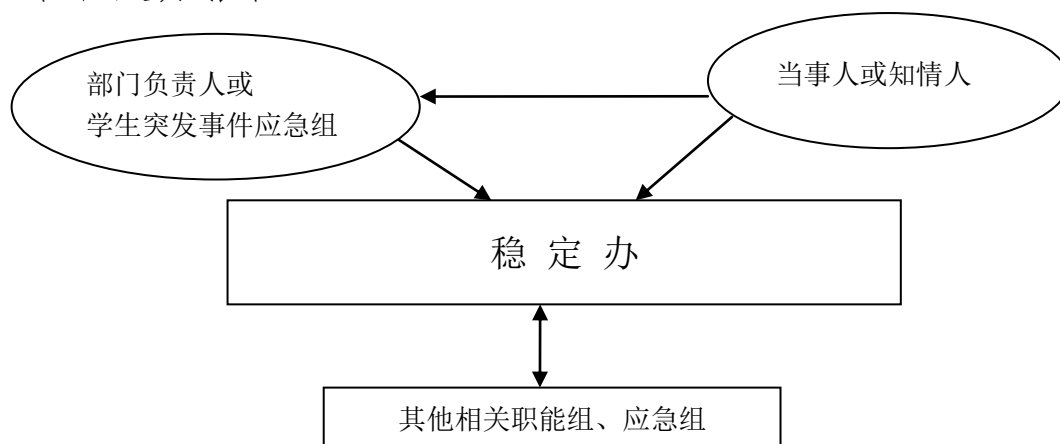 部门负责人或
学生突发事件应急组
当事人或知情人
稳 定 办
其他相关职能组、应急组